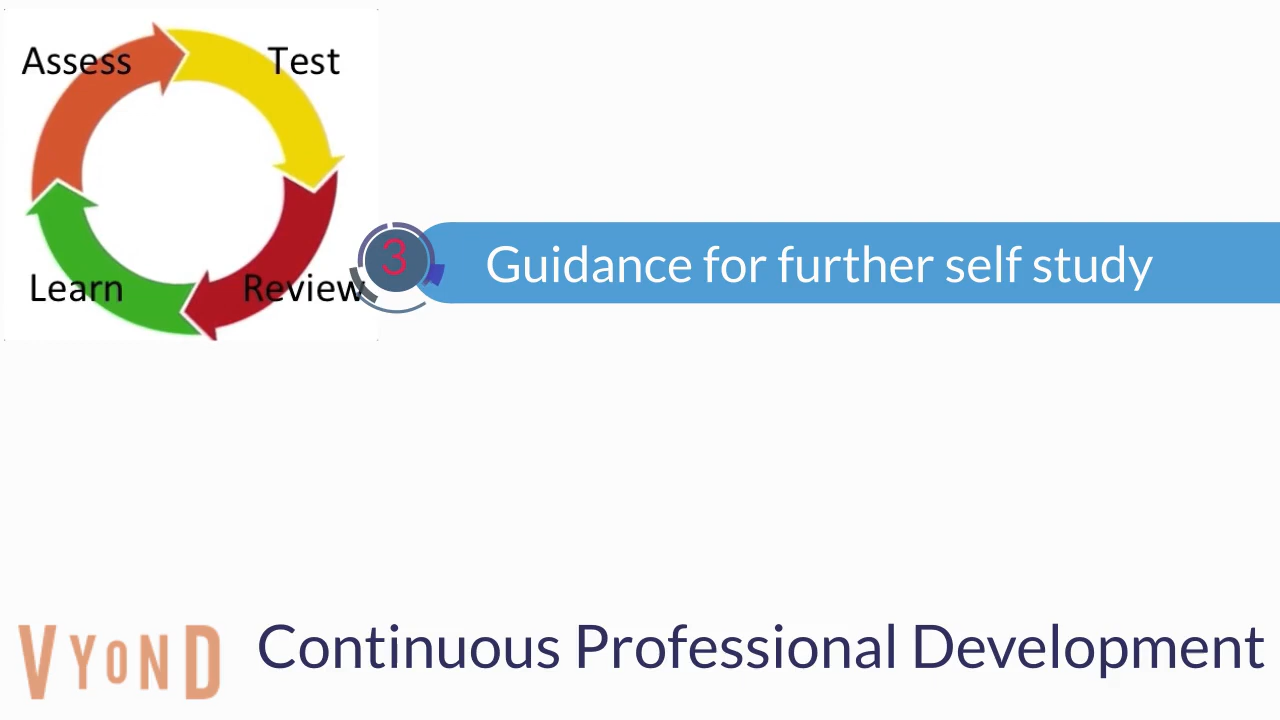 Assess
Test
Learn
Review
3
Guidance for further self study
VYOND
Continuous Professional Development